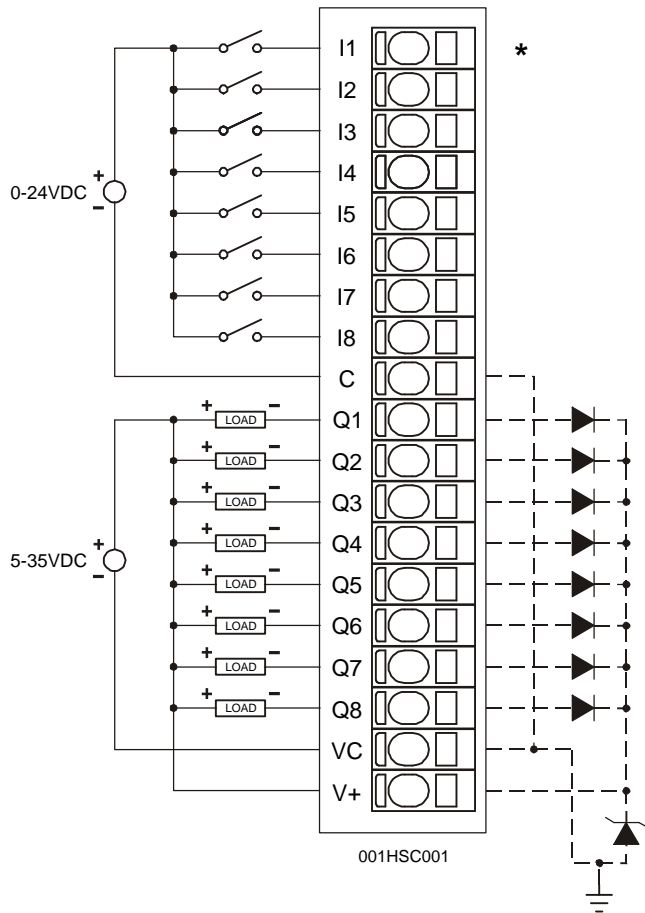 I1
*
I2
I3
I4
+
0-24VDC
–
I5
I6
I7
I8
C
+ LOAD – Q1
+ LOAD – Q2
+ LOAD – Q3
+ LOAD – Q4
+
5-35VDC
–
+ LOAD – Q5
+ LOAD – Q6
+ LOAD – Q7
+ LOAD – Q8
VC
V+
001HSC001